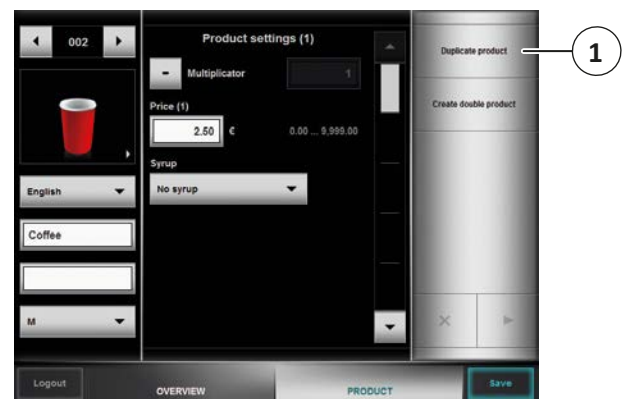 002
Product settings (1)
- Multiplicator 1
Price (1)
2.50 € 0.00 ... 9,999.00
Syrup
No syrup
English
Coffee
M
Duplicate product
Create double product
1
Logout
OVERVIEW
PRODUCT
Save